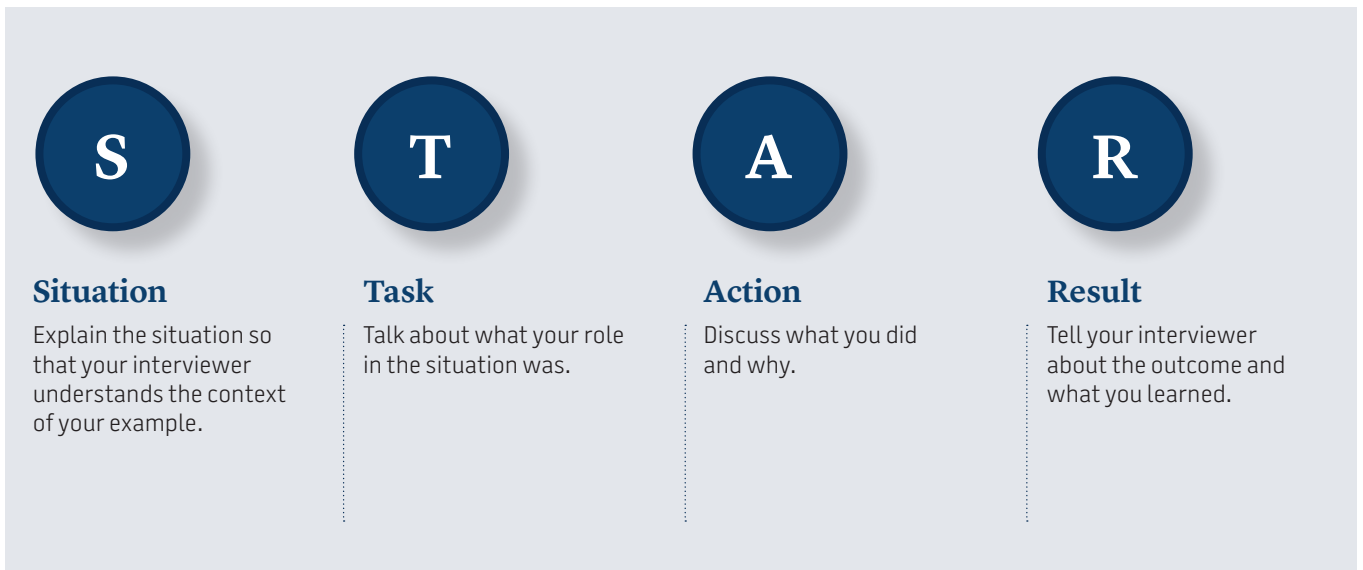 S
T
A
R
Situation
Explain the situation so
that your interviewer
understands the context
of your example.
Task
Talk about what your role
in the situation was.
Action
Discuss what you did
and why.
Result
Tell your interviewer
about the outcome and
what you learned.